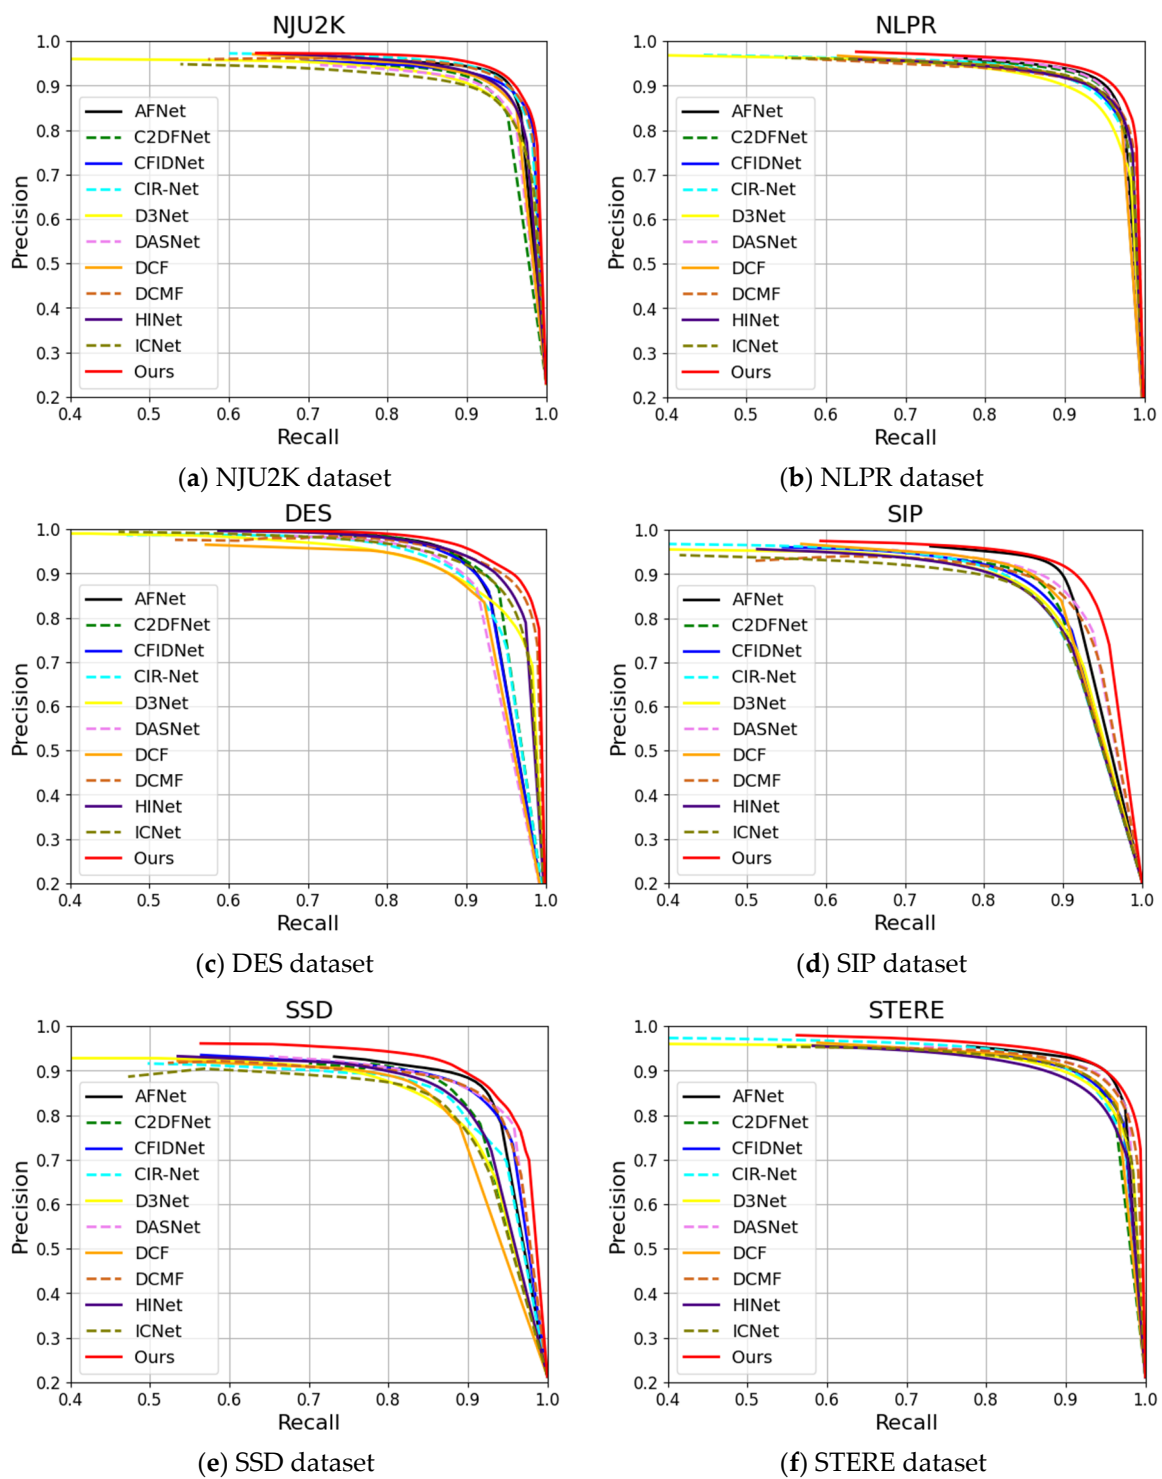 NJU2K
Precision
1.0
0.9
0.8
0.7
0.6
0.5
0.4
0.3
0.2
AFNet
C2DFNet
CFIDNet
CIR-Net
D3Net
DASNet
DCF
DCMF
HINet
ICNet
Ours
0.4 0.5 0.6 0.7 0.8 0.9 1.0
Recall
(a) NJU2K dataset
NLPR
Precision
1.0
0.9
0.8
0.7
0.6
0.5
0.4
0.3
0.2
AFNet
C2DFNet
CFIDNet
CIR-Net
D3Net
DASNet
DCF
DCMF
HINet
ICNet
Ours
0.4 0.5 0.6 0.7 0.8 0.9 1.0
Recall
(b) NLPR dataset
DES
Precision
1.0
0.9
0.8
0.7
0.6
0.5
0.4
0.3
0.2
AFNet
C2DFNet
CFIDNet
CIR-Net
D3Net
DASNet
DCF
DCMF
HINet
ICNet
Ours
0.4 0.5 0.6 0.7 0.8 0.9 1.0
Recall
(c) DES dataset
SIP
Precision
1.0
0.9
0.8
0.7
0.6
0.5
0.4
0.3
0.2
AFNet
C2DFNet
CFIDNet
CIR-Net
D3Net
DASNet
DCF
DCMF
HINet
ICNet
Ours
0.4 0.5 0.6 0.7 0.8 0.9 1.0
Recall
(d) SIP dataset
SSD
Precision
1.0
0.9
0.8
0.7
0.6
0.5
0.4
0.3
0.2
AFNet
C2DFNet
CFIDNet
CIR-Net
D3Net
DASNet
DCF
DCMF
HINet
ICNet
Ours
0.4 0.5 0.6 0.7 0.8 0.9 1.0
Recall
(e) SSD dataset
STERE
Precision
1.0
0.9
0.8
0.7
0.6
0.5
0.4
0.3
0.2
AFNet
C2DFNet
CFIDNet
CIR-Net
D3Net
DASNet
DCF
DCMF
HINet
ICNet
Ours
0.4 0.5 0.6 0.7 0.8 0.9 1.0
Recall
(f) STERE dataset